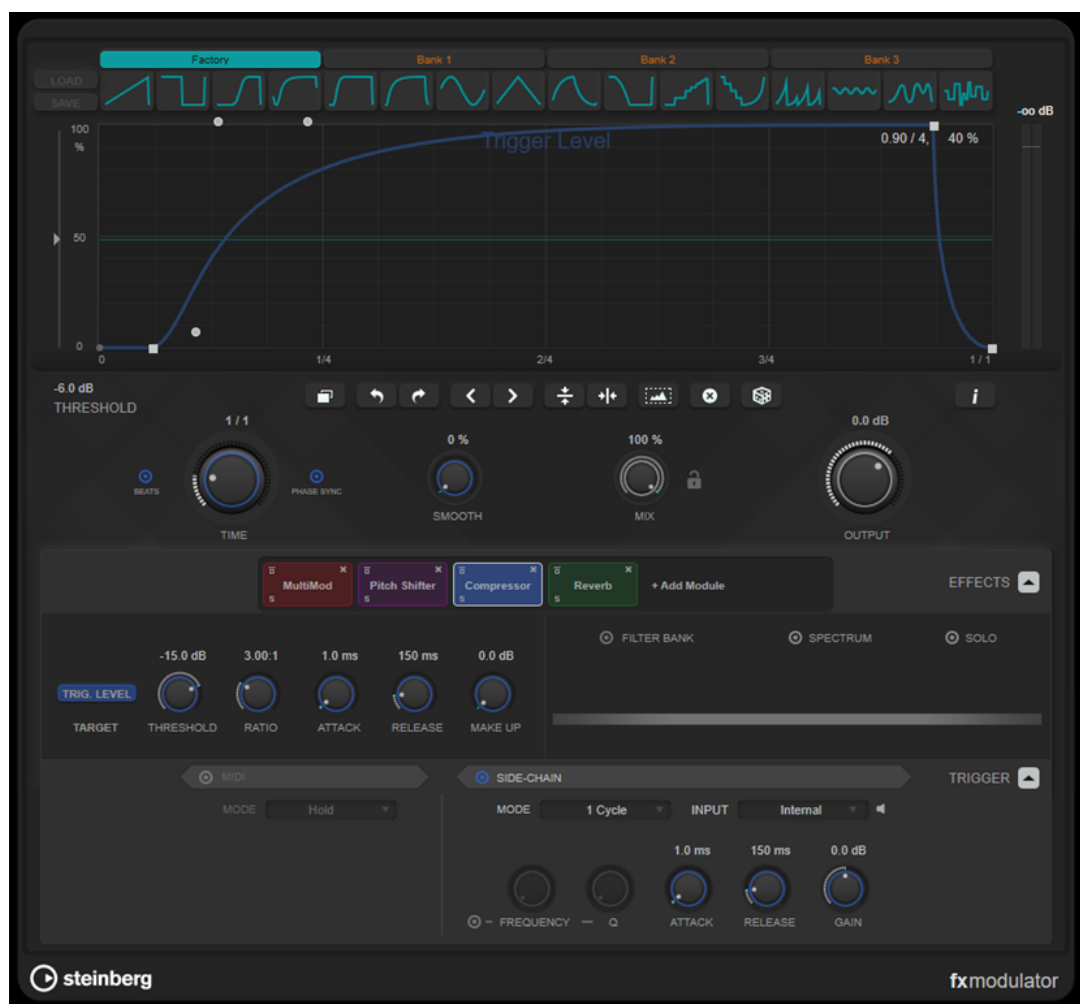 Factory Bank 1 Bank 2 Bank 3
LOAD
SAVE
-oo dB
100
%
Trigger Level
0.90 / 4, 40 %
50
0
0 1/4 2/4 3/4 1 / 1
-6.0 dB
THRESHOLD
i
1 / 1
0.0 dB
0 %
100 %
BEATS
PHASE SYNC
SMOOTH
MIX
TIME
OUTPUT
MultiMod
S
Pitch Shifter
S
Compressor
S
Reverb
S
+ Add Module
EFFECTS
FILTER BANK SPECTRUM SOLO
-15.0 dB 3.00:1 1.0 ms 150 ms 0.0 dB
TRIG. LEVEL
TARGET THRESHOLD RATIO ATTACK RELEASE MAKE UP
MIDI
SIDE-CHAIN
TRIGGER
MODE Hold
MODE 1 Cycle INPUT Internal
1.0 ms 150 ms 0.0 dB
FREQUENCY Q ATTACK RELEASE GAIN
steinberg
fxmodulator